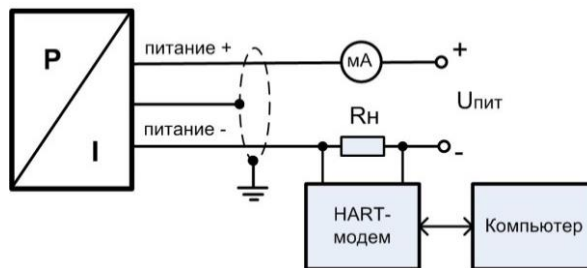 P
I
питание +
питание -
мА
+
Uпит
-
Rн
HART-
модем
Компьютер